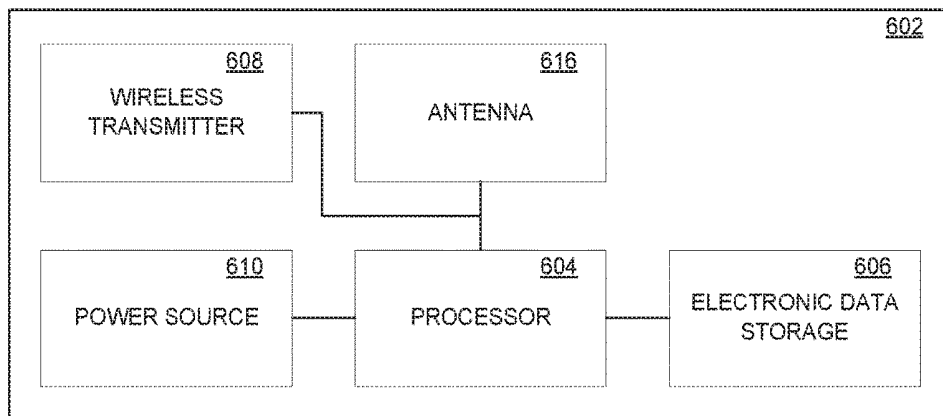 602
608
WIRELESS
TRANSMITTER
616
ANTENNA
610
POWER SOURCE
604
PROCESSOR
606
ELECTRONIC DATA
STORAGE